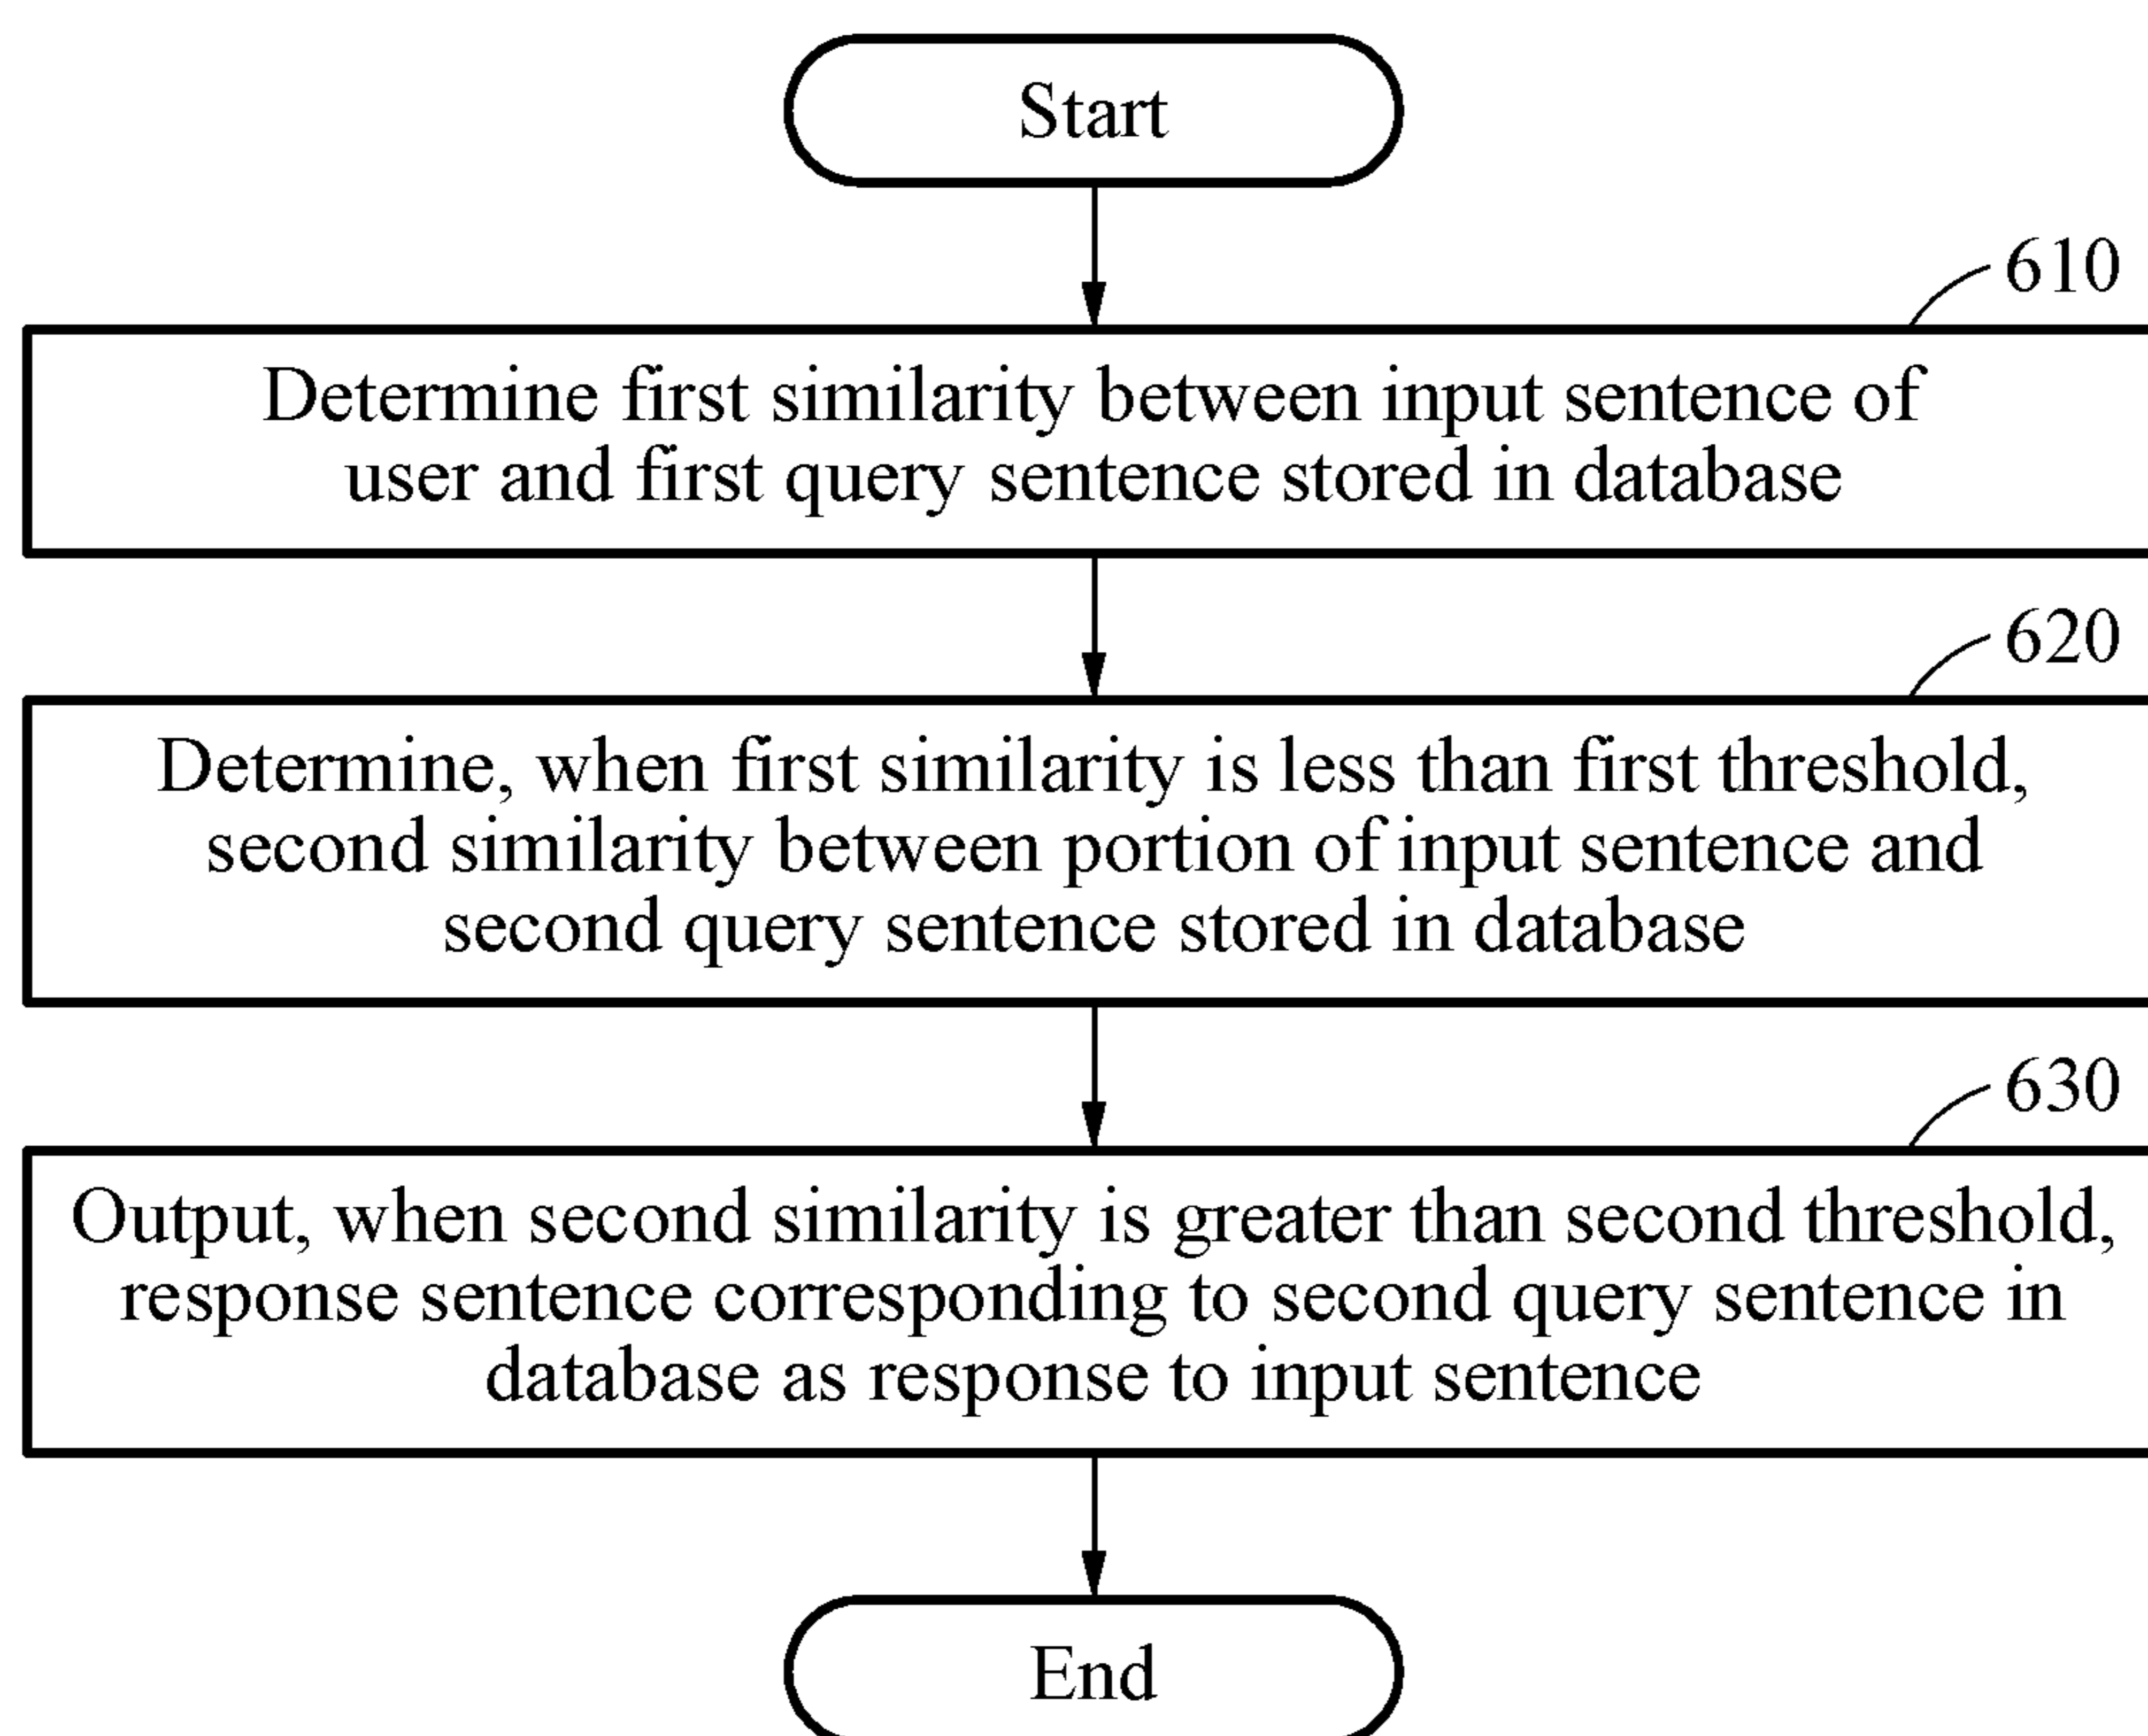 Start
610
Determine first similarity between input sentence of
user and first query sentence stored in database
620
Determine, when first similarity is less than first threshold,
second similarity between portion of input sentence and
second query sentence stored in database
630
Output, when second similarity is greater than second threshold,
response sentence corresponding to second query sentence in
database as response to input sentence
End